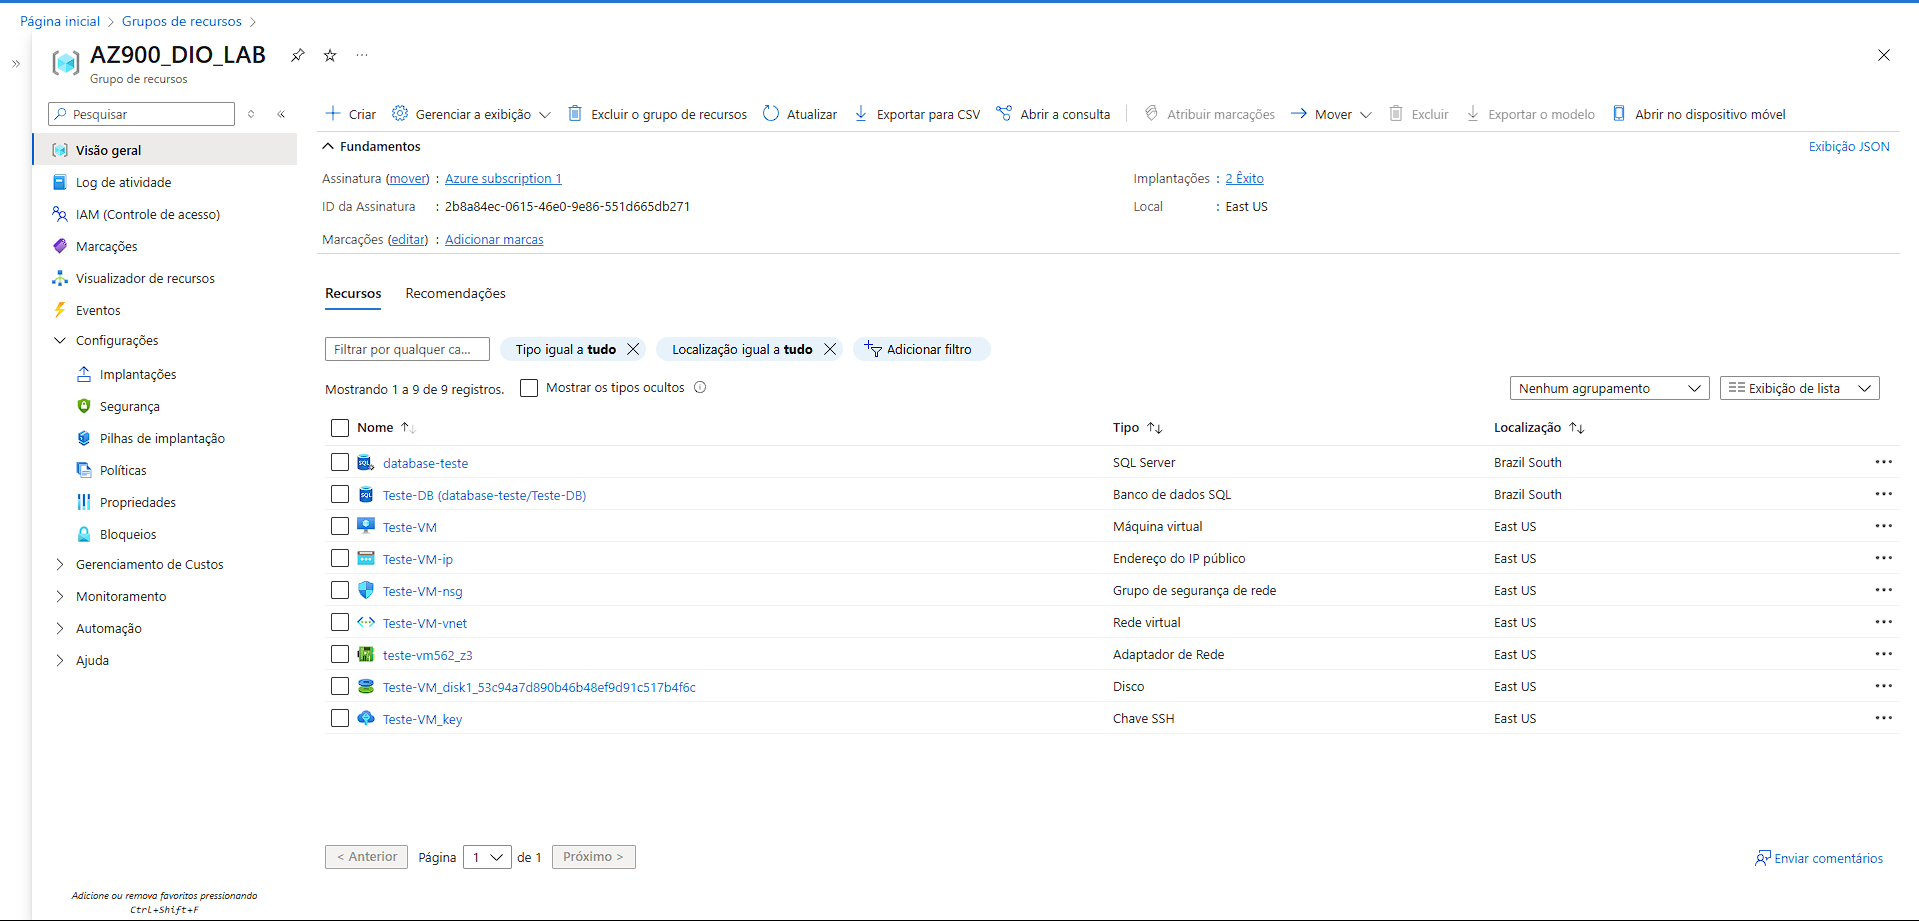 Página inicial > Grupos de recursos >
AZ900_DIO_LAB
Grupo de recursos
Pesquisar
Visão geral
Log de atividade
IAM (Controle de acesso)
Marcações
Visualizador de recursos
Eventos
Configurações
Implantações
Segurança
Pilhas de implantação
Políticas
Propriedades
Bloqueios
Gerenciamento de Custos
Monitoramento
Automação
Ajuda
Adicione ou remova favoritos pressionando
Ctrl+Shift+F
Criar Gerenciar a exibição Excluir o grupo de recursos Atualizar Exportar para CSV Abrir a consulta Atribuir marcações Mover Excluir Exportar o modelo Abrir no dispositivo móvel
Fundamentos Exibição JSON
Assinatura (mover) : Azure subscription 1 Implantações : 2 Êxito
ID da Assinatura : 2b8a84ec-0615-46e0-9e86-551d665db271 Local : East US
Marcações (editar) : Adicionar marcas
Recursos Recomendações
Filtrar por qualquer ca... Tipo igual a tudo Localização igual a tudo Adicionar filtro
Mostrando 1 a 9 de 9 registros. Mostrar os tipos ocultos Nenhum agrupamento Exibição de lista
Nome Tipo Localização
database-teste SQL Server Brazil South
Teste-DB (database-teste/Teste-DB) Banco de dados SQL Brazil South
Teste-VM Máquina virtual East US
Teste-VM-ip Endereço do IP público East US
Teste-VM-nsg Grupo de segurança de rede East US
Teste-VM-vnet Rede virtual East US
teste-vm562_z3 Adaptador de Rede East US
Teste-VM_disk1_53c94a7d890b46b48ef9d91c517b4f6c Disco East US
Teste-VM_key Chave SSH East US
< Anterior Página 1 de 1 Próximo >
Enviar comentários